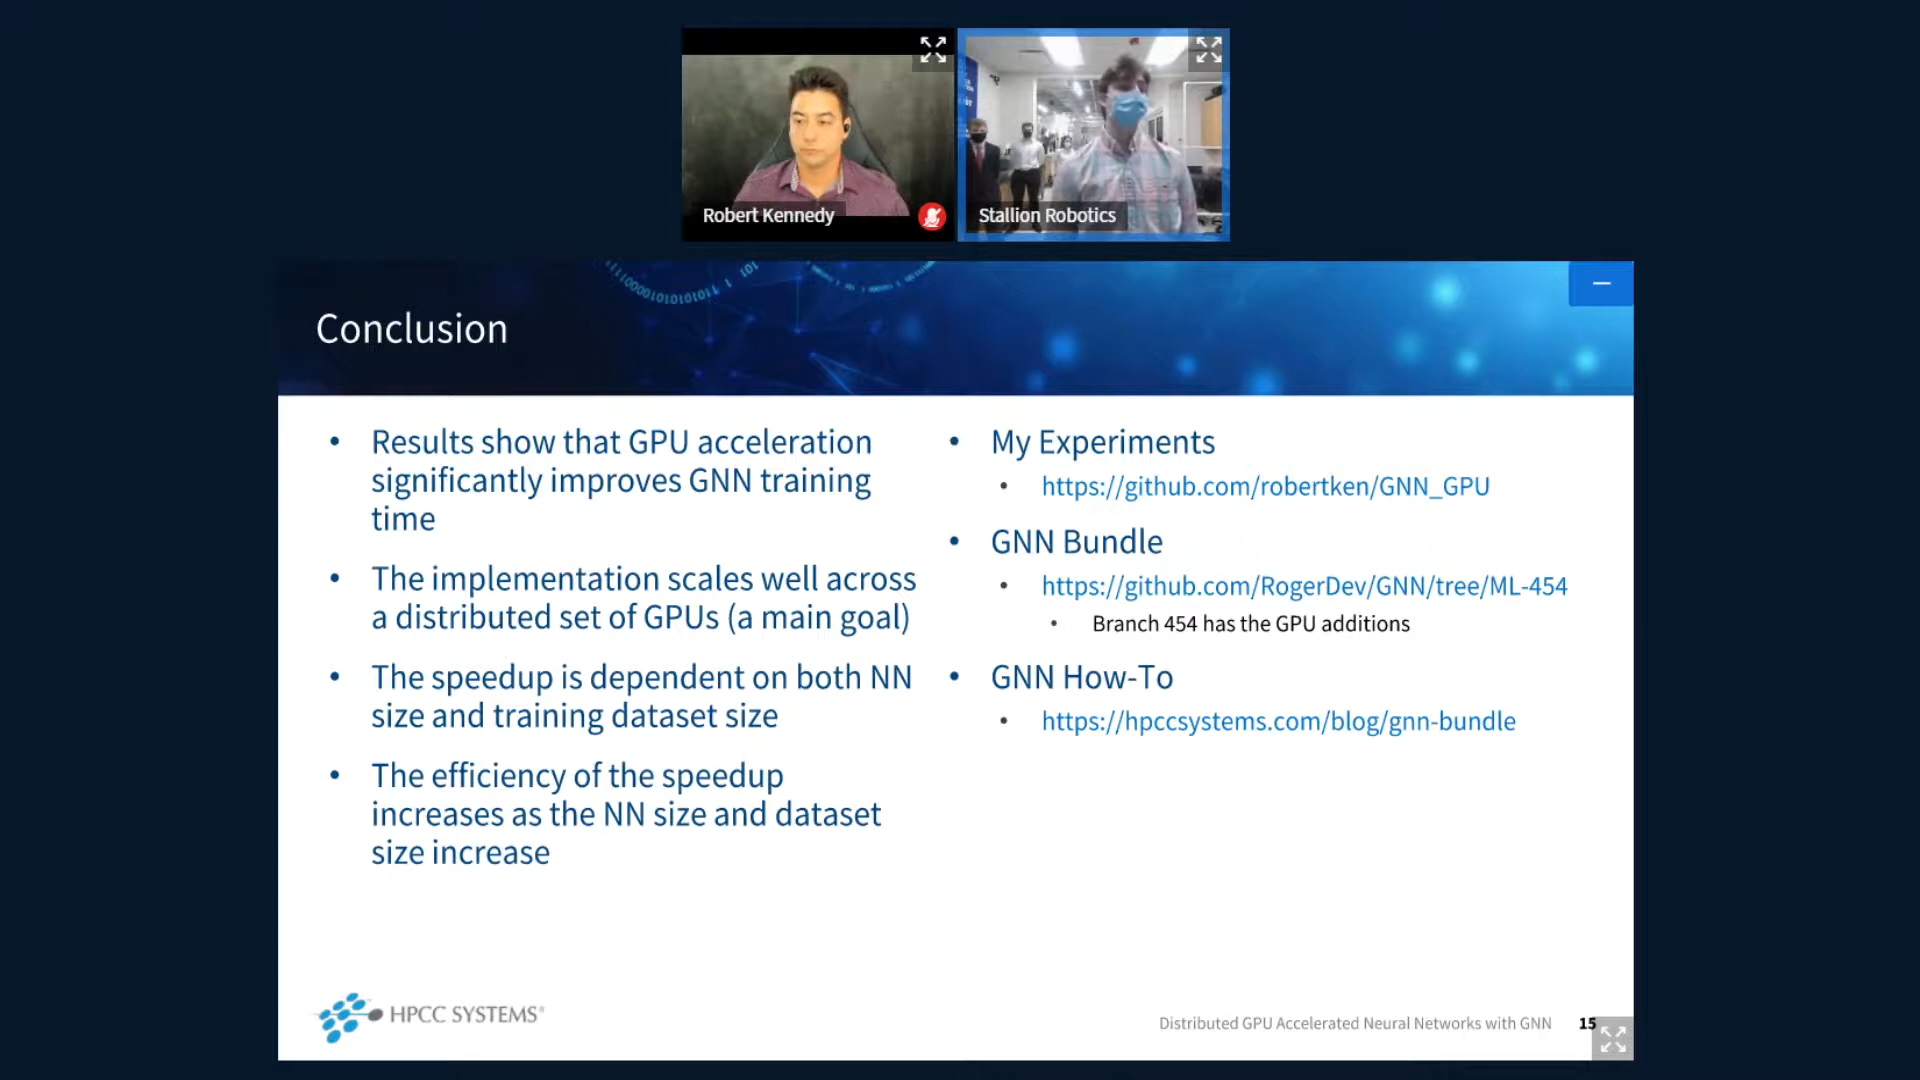 Robert Kennedy
Stallion Robotics
Conclusion
• Results show that GPU acceleration
significantly improves GNN training
time
• The implementation scales well across
a distributed set of GPUs (a main goal)
• The speedup is dependent on both NN
size and training dataset size
• The efficiency of the speedup
increases as the NN size and dataset
size increase
• My Experiments
• https://github.com/robertken/GNN_GPU
• GNN Bundle
• https://github.com/RogerDev/GNN/tree/ML-454
• Branch 454 has the GPU additions
• GNN How-To
• https://hpccsystems.com/blog/gnn-bundle
HPCC SYSTEMS®
Distributed GPU Accelerated Neural Networks with GNN 15